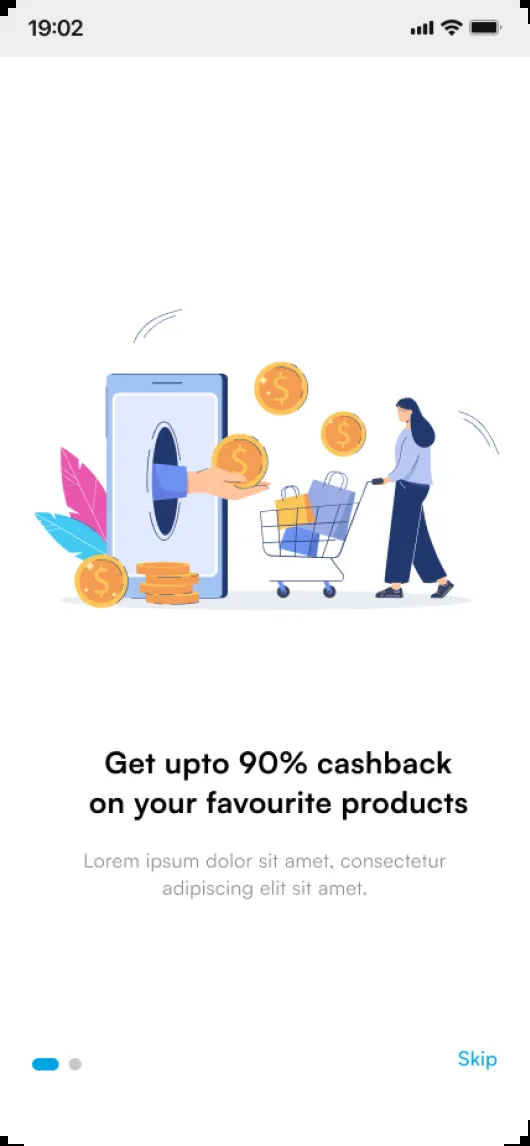 19:02
$
$
$
$
Get upto 90% cashback
on your favourite products
Lorem ipsum dolor sit amet, consectetur
adipiscing elit sit amet.
Skip